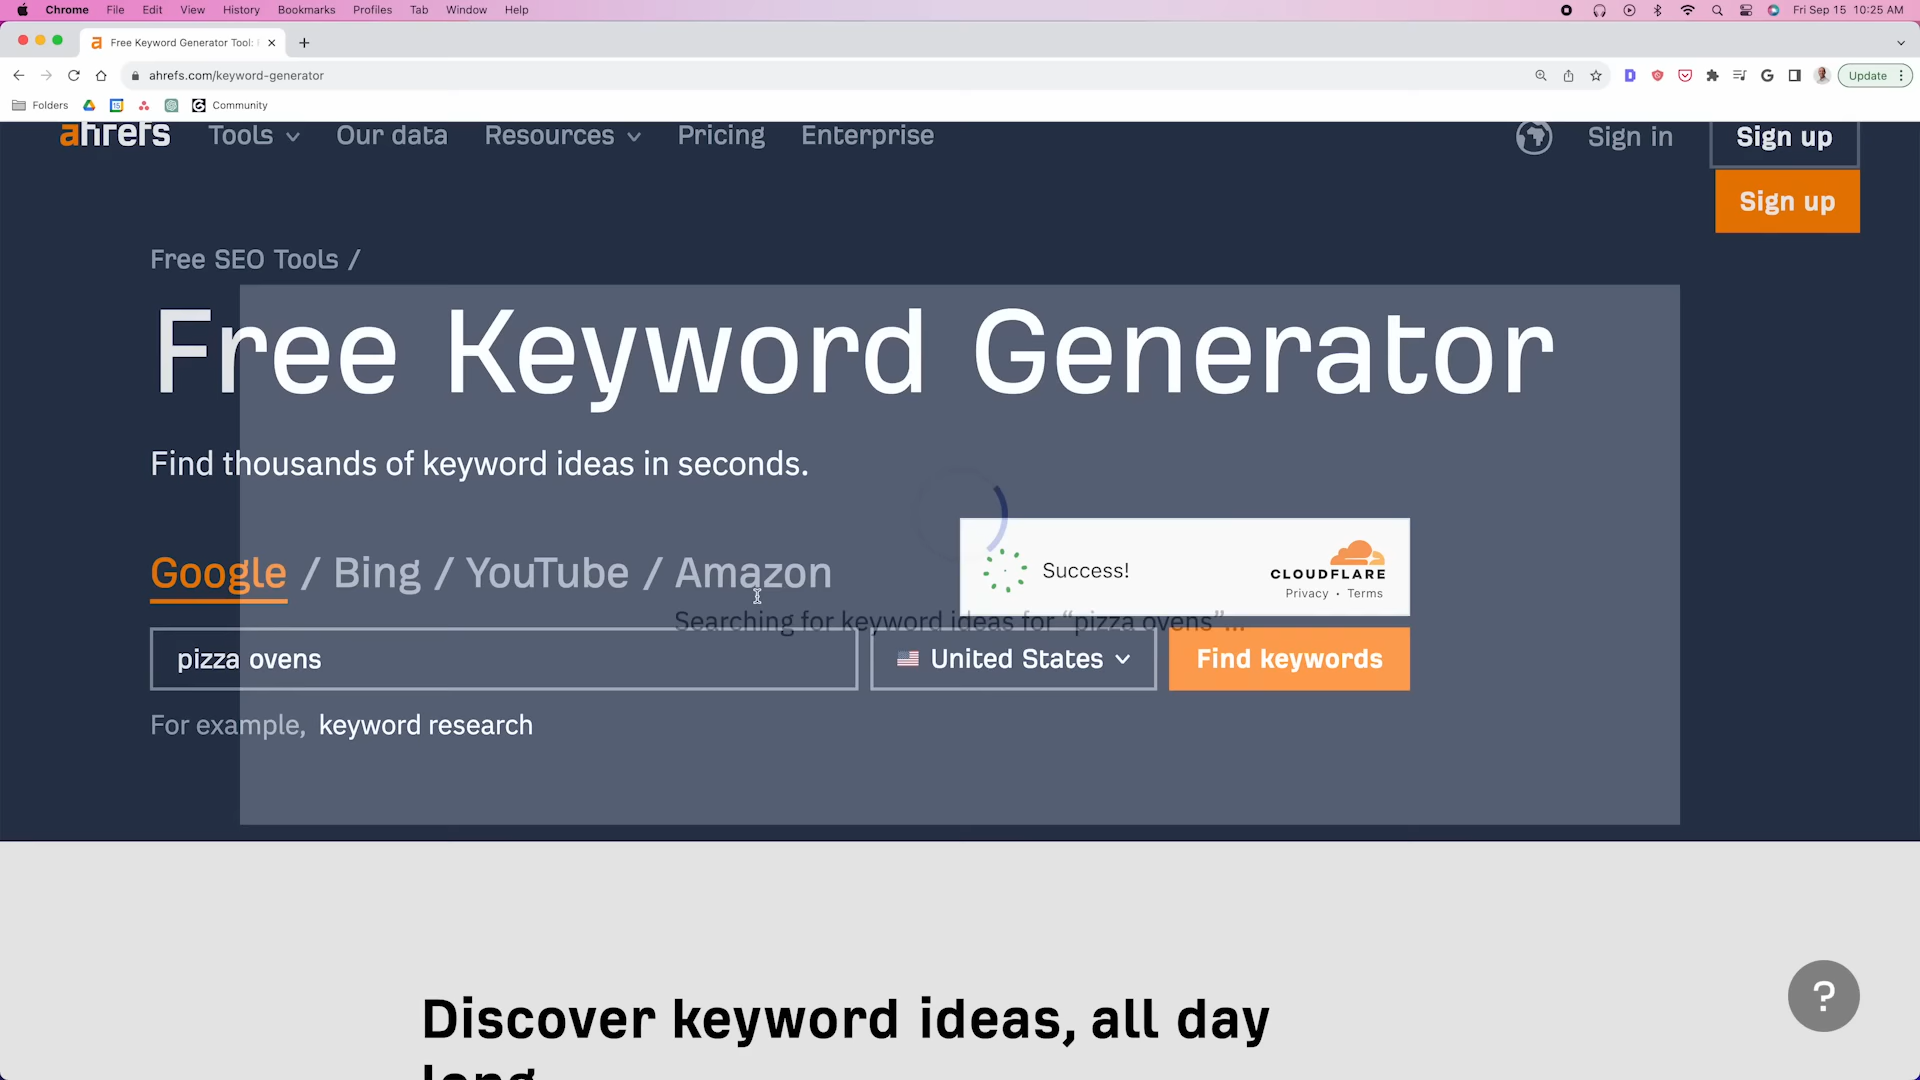 Chrome File Edit View History Bookmarks Profiles Tab Window Help
Fri Sep 15 10:25 AM
Free Keyword Generator Tool:
ahrefs.com/keyword-generator
Update
Folders
15
Community
ahrefs Tools Our data Resources Pricing Enterprise Sign in Sign up
Sign up
Free SEO Tools /
Free Keyword Generator
Find thousands of keyword ideas in seconds.
Google / Bing / YouTube / Amazon
Success!
CLOUDFLARE
Privacy • Terms
Searching for keyword ideas for “pizza ovens”...
pizza ovens
United States
Find keywords
For example, keyword research
Discover keyword ideas, all day
long
?